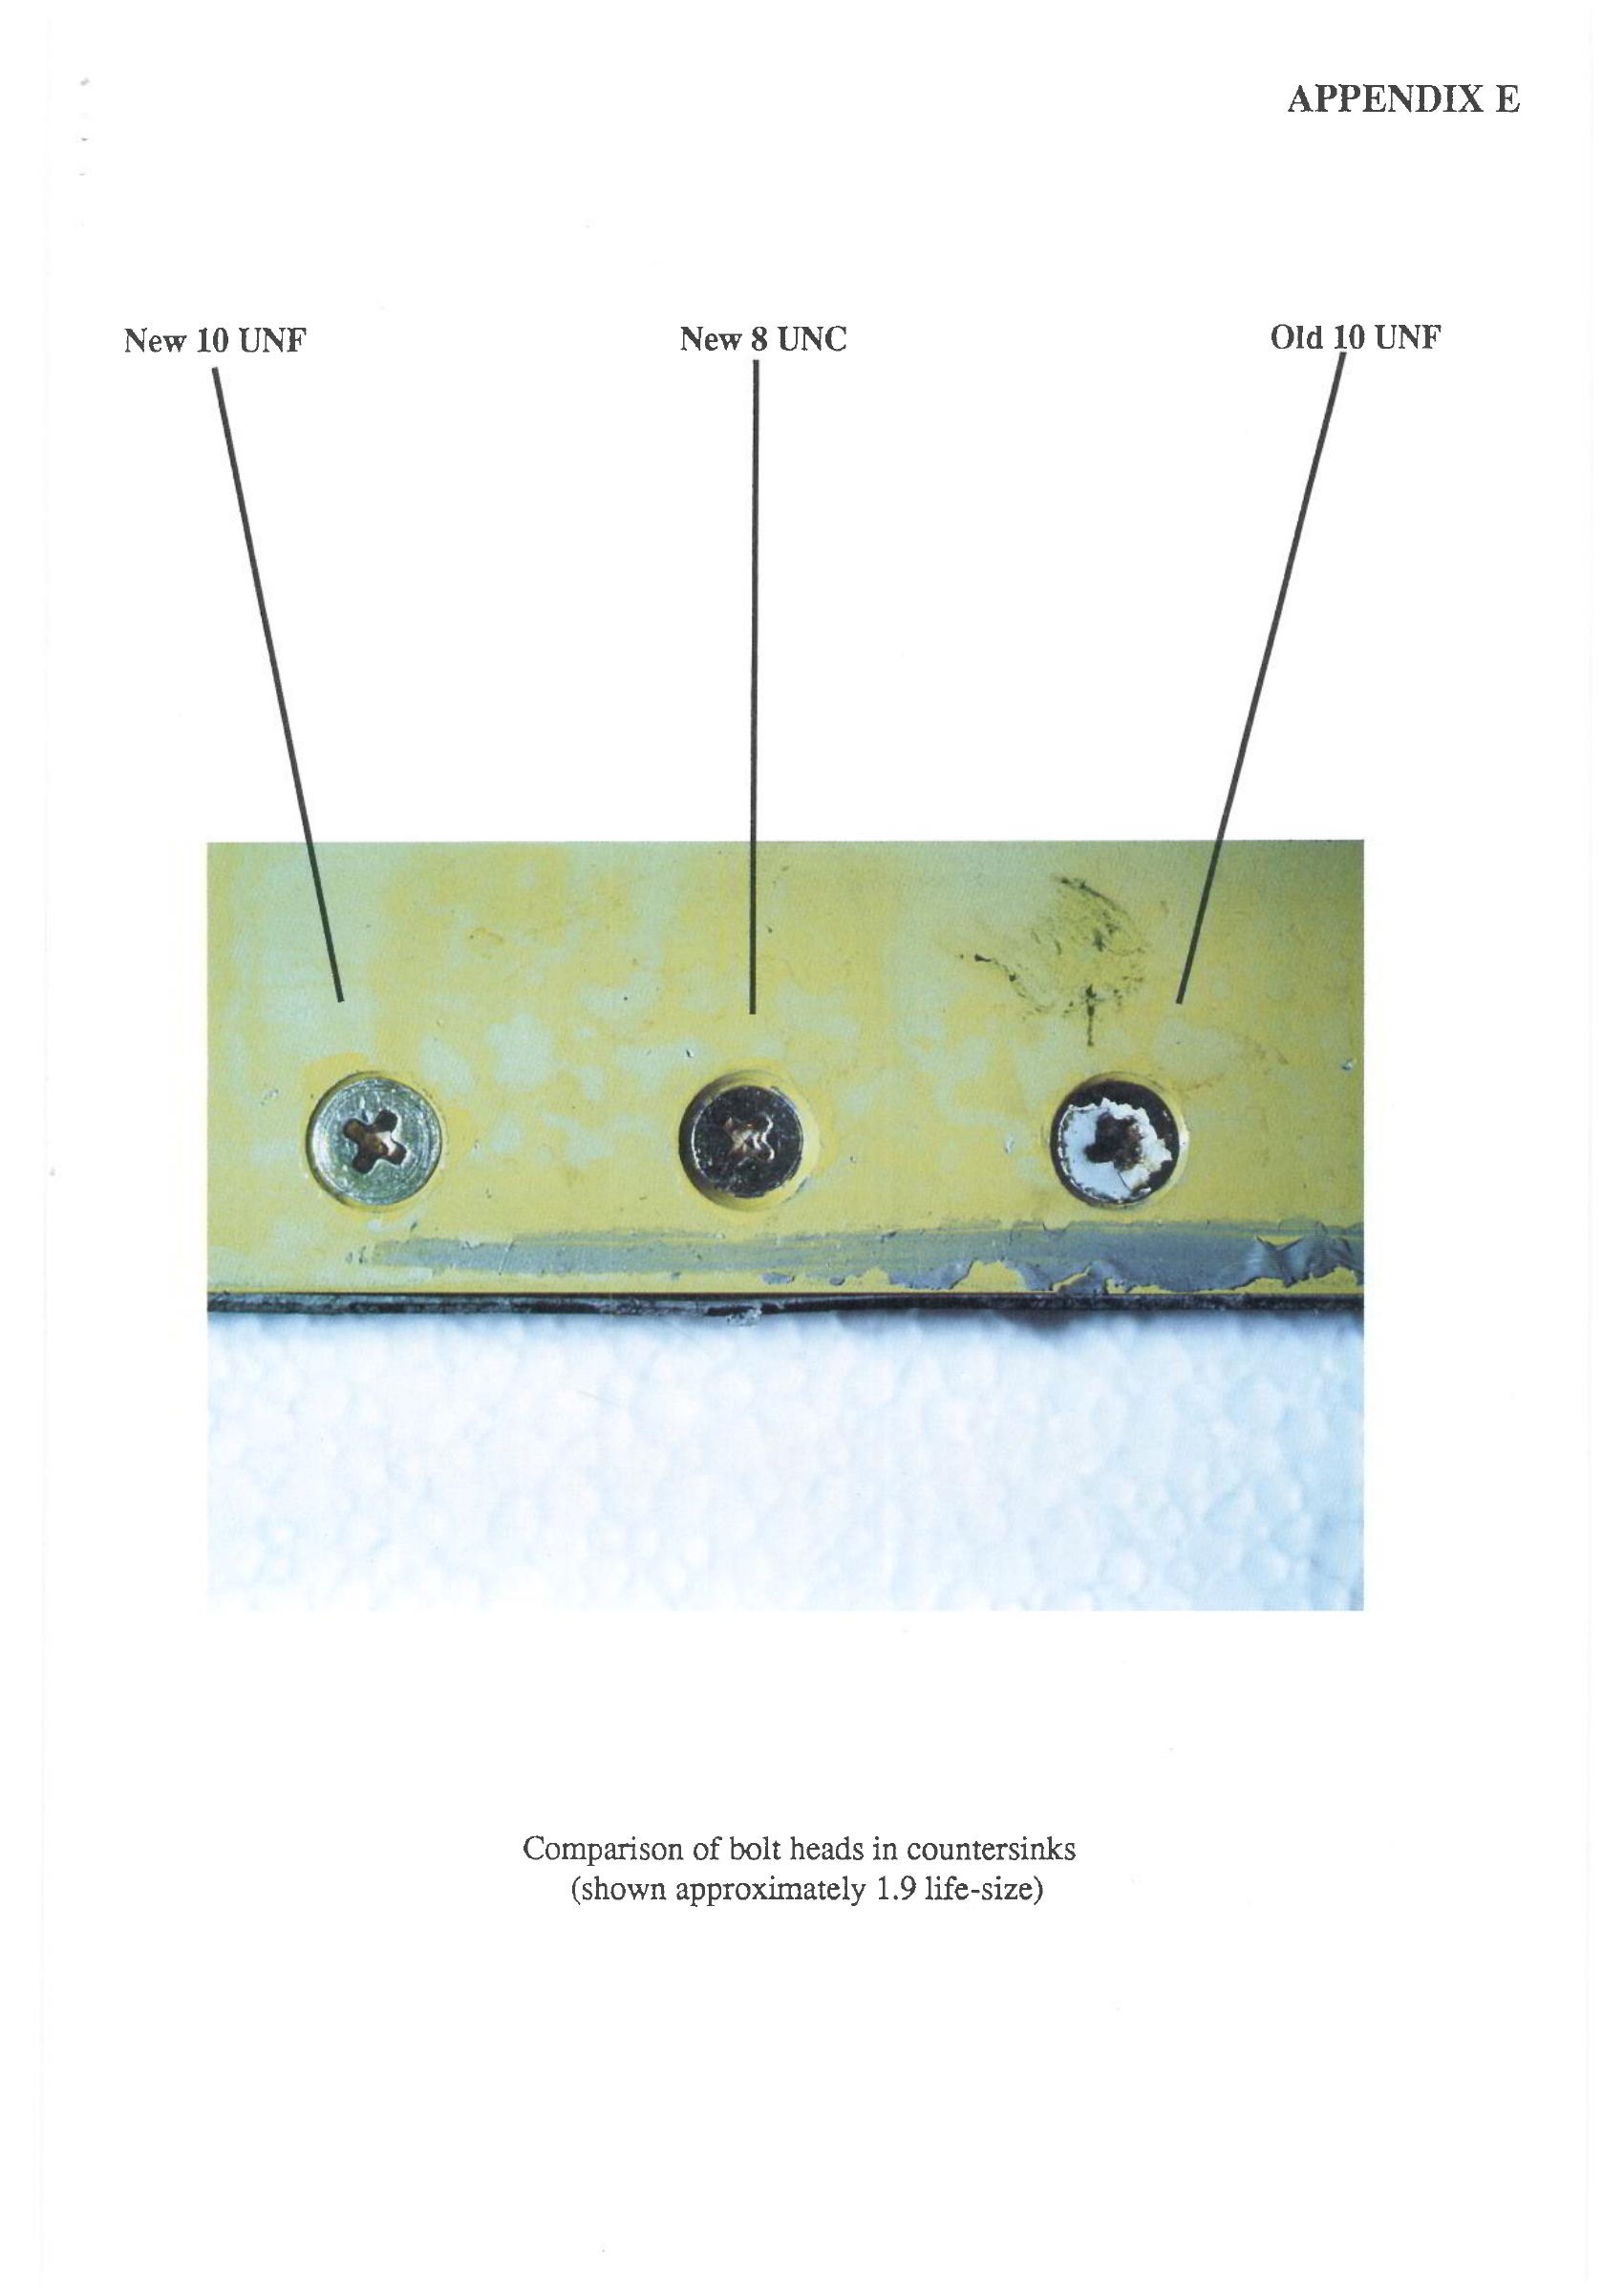 APPENDIX E
New 10 UNF
New 8 UNC
Old 10 UNF
Comparison of bolt heads in countersinks
(shown approximately 1.9 life-size)